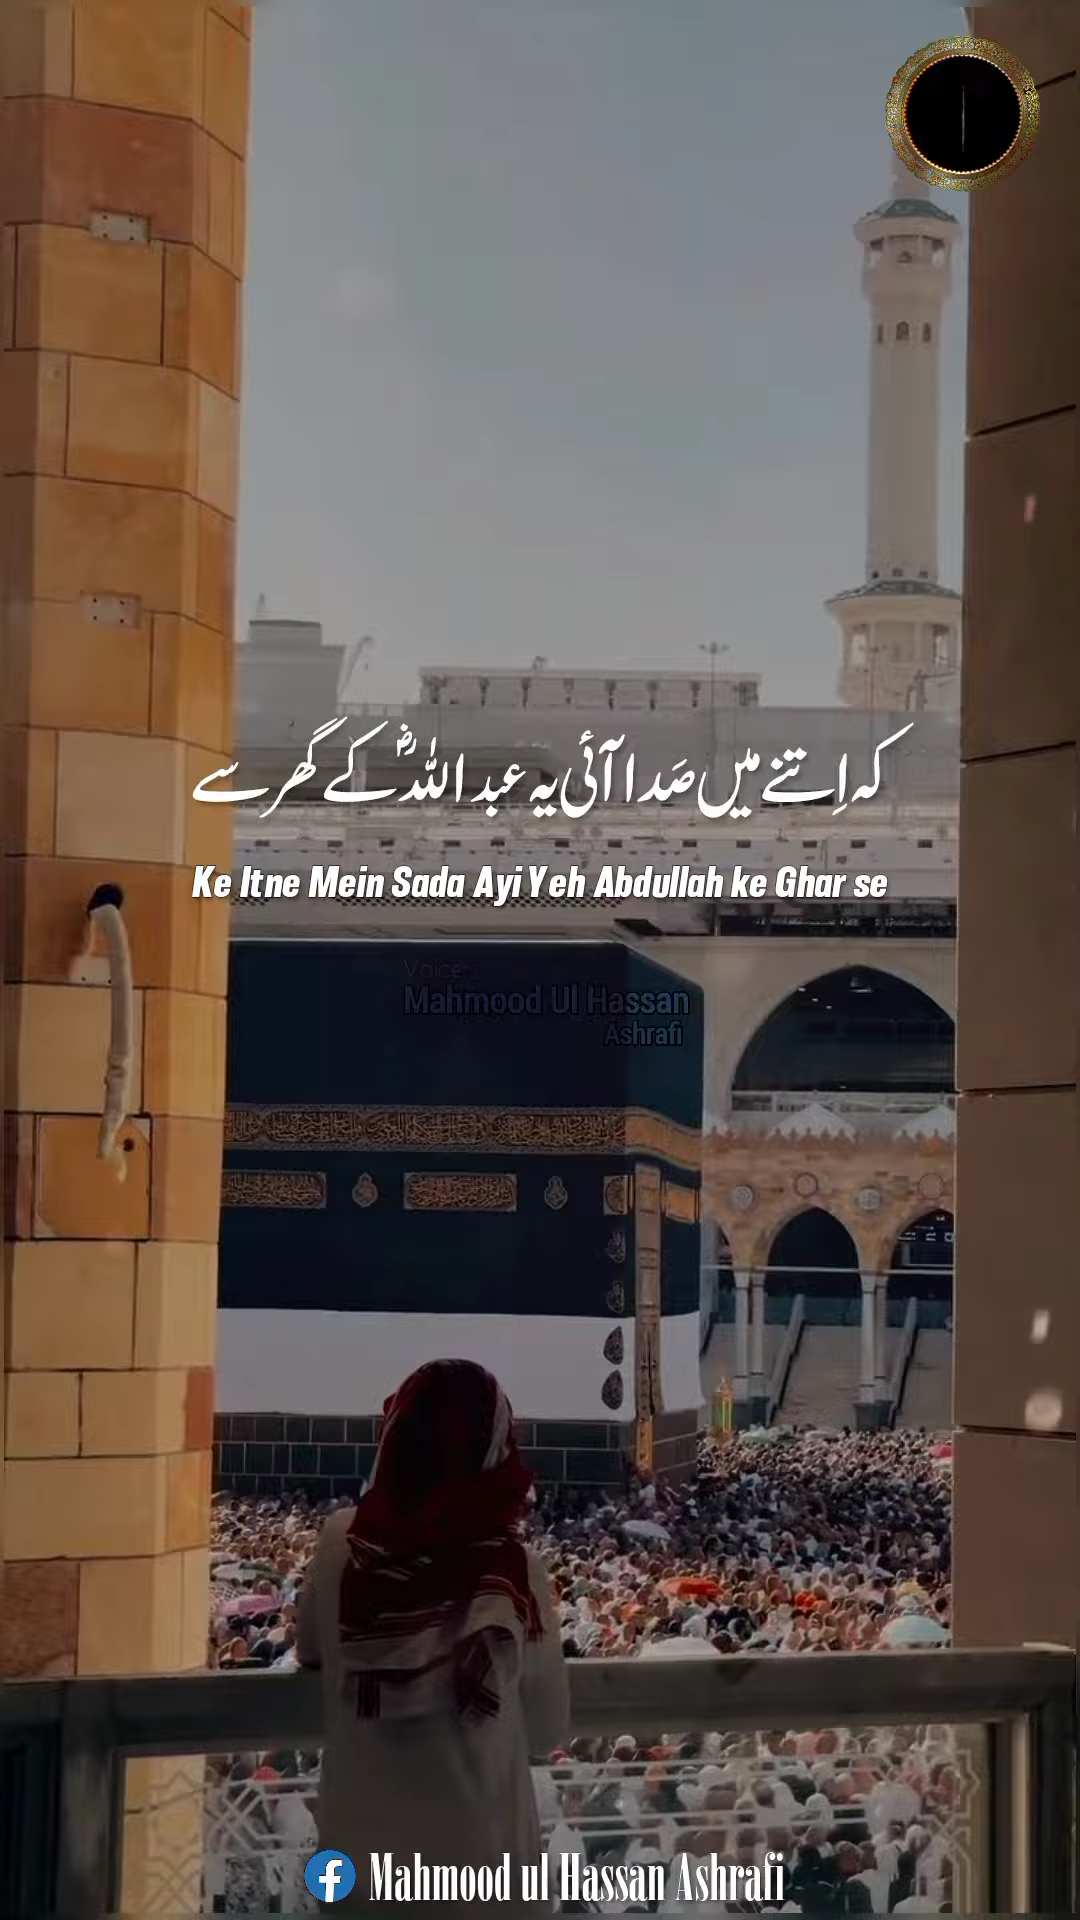 کہ اِتنے میں صَدا آئی یہ عبد اللہؓ کے گھر سے
Ke Itne Mein Sada Ayi Yeh Abdullah ke Ghar se
Voice:
Mahmood Ul Hassan
Ashrafi
Mahmood ul Hassan Ashrafi